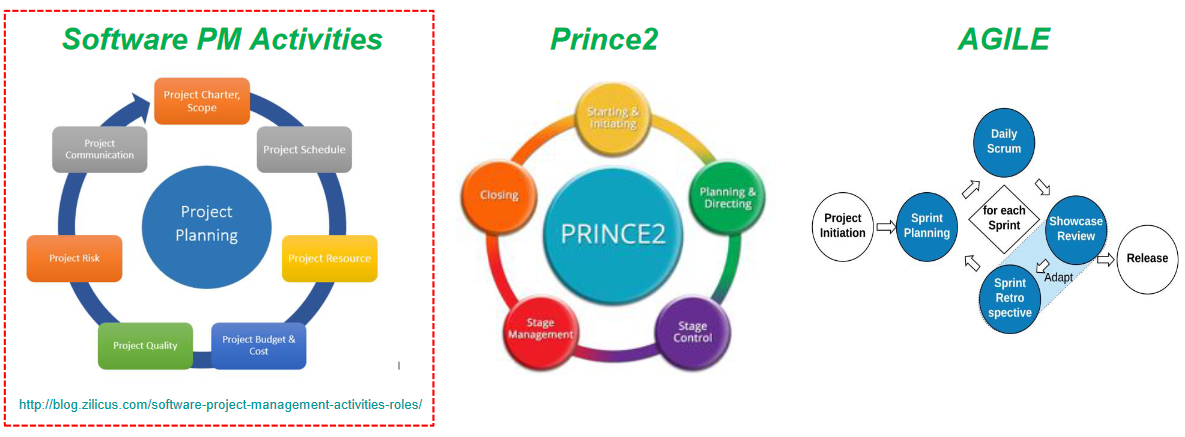 Software PM Activities
Project Charter,
Scope
Project Schedule
Project Resource
Project Budget &
Cost
Project Quality
Project Risk
Project
Communication
Project
Planning
http://blog.zilicus.com/software-project-management-activities-roles/
Prince2
Starting &
Initiating
Planning &
Directing
Stage
Control
Stage
Management
Closing
PRINCE2
AGILE
Project
Initiation
Sprint
Planning
Daily
Scrum
for each
Sprint
Showcase
Review
Adapt
Sprint
Retro
spective
Release